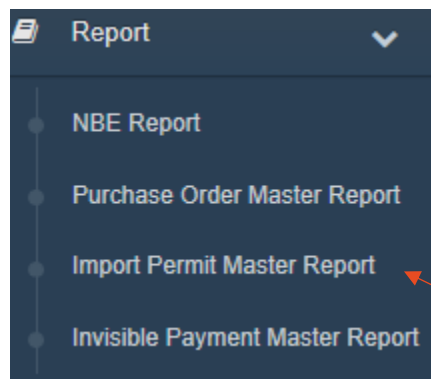 Report
NBE Report
Purchase Order Master Report
Import Permit Master Report
Invisible Payment Master Report